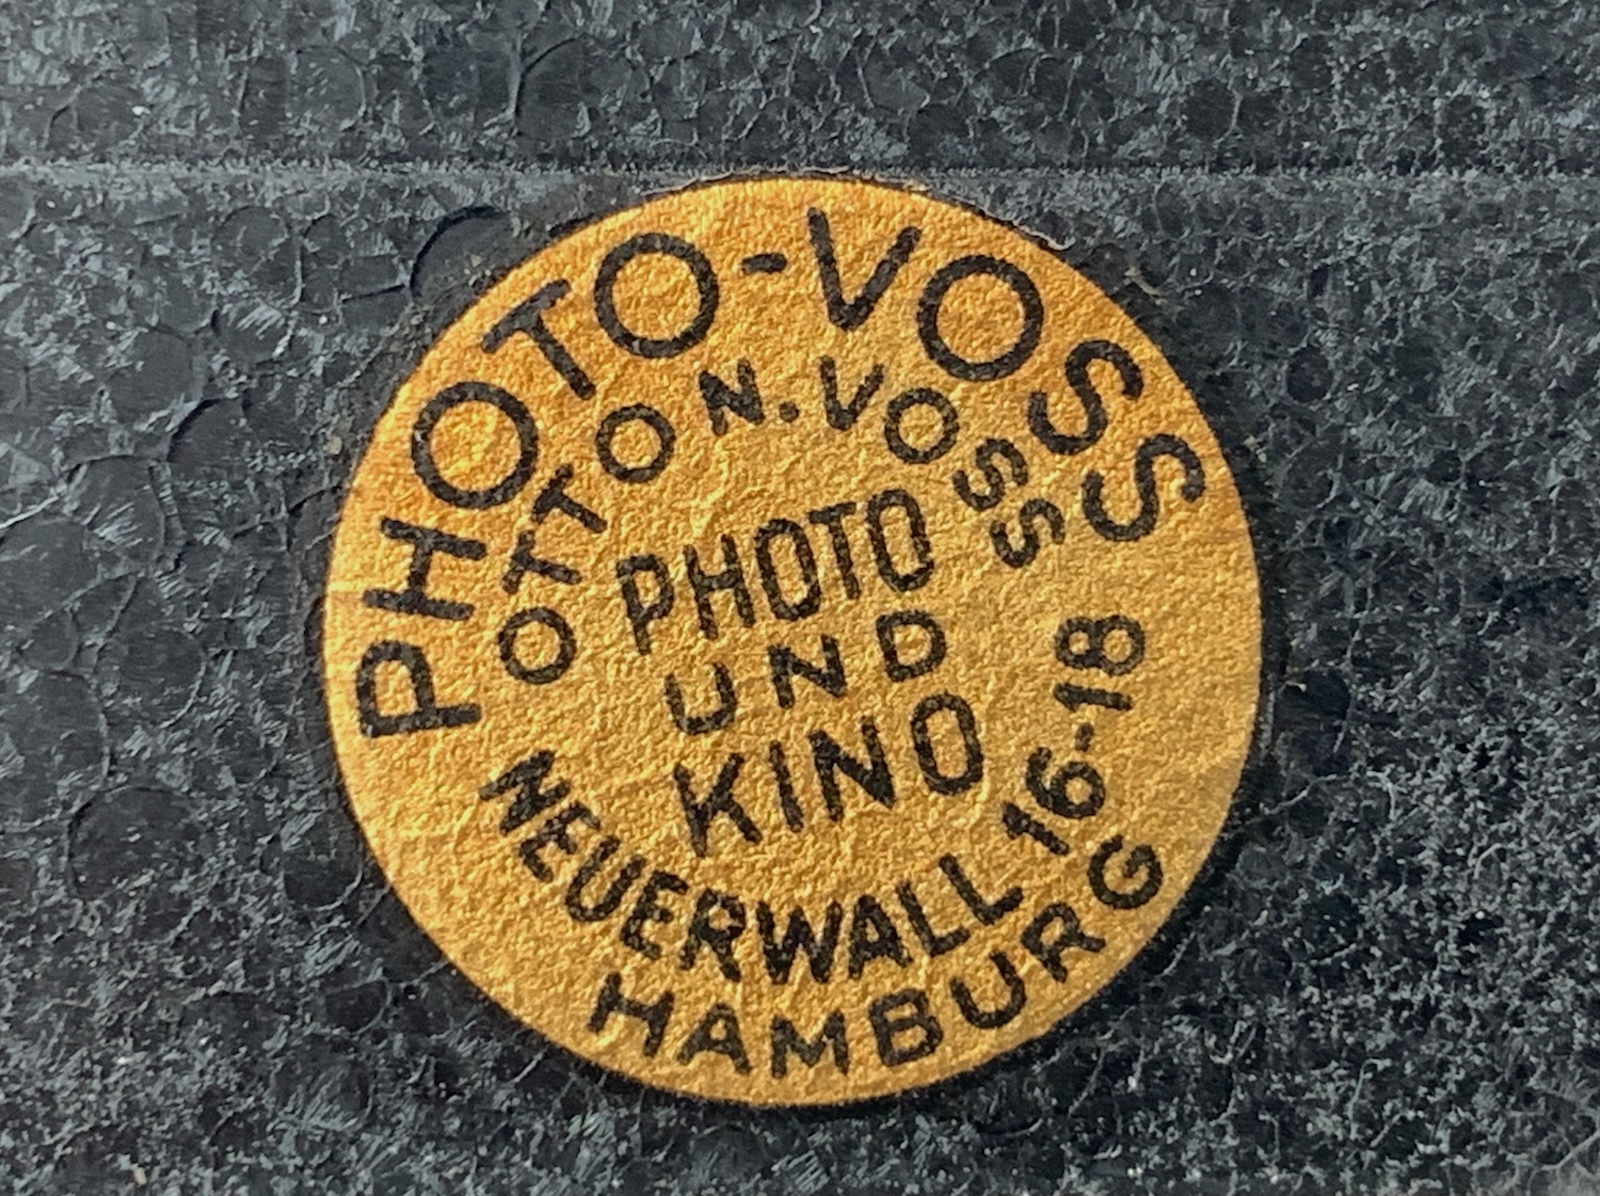 PHOTO-VOSS
OTTO N. VOSS
PHOTO
UND
KINO
NEUERWALL 16-18
HAMBURG